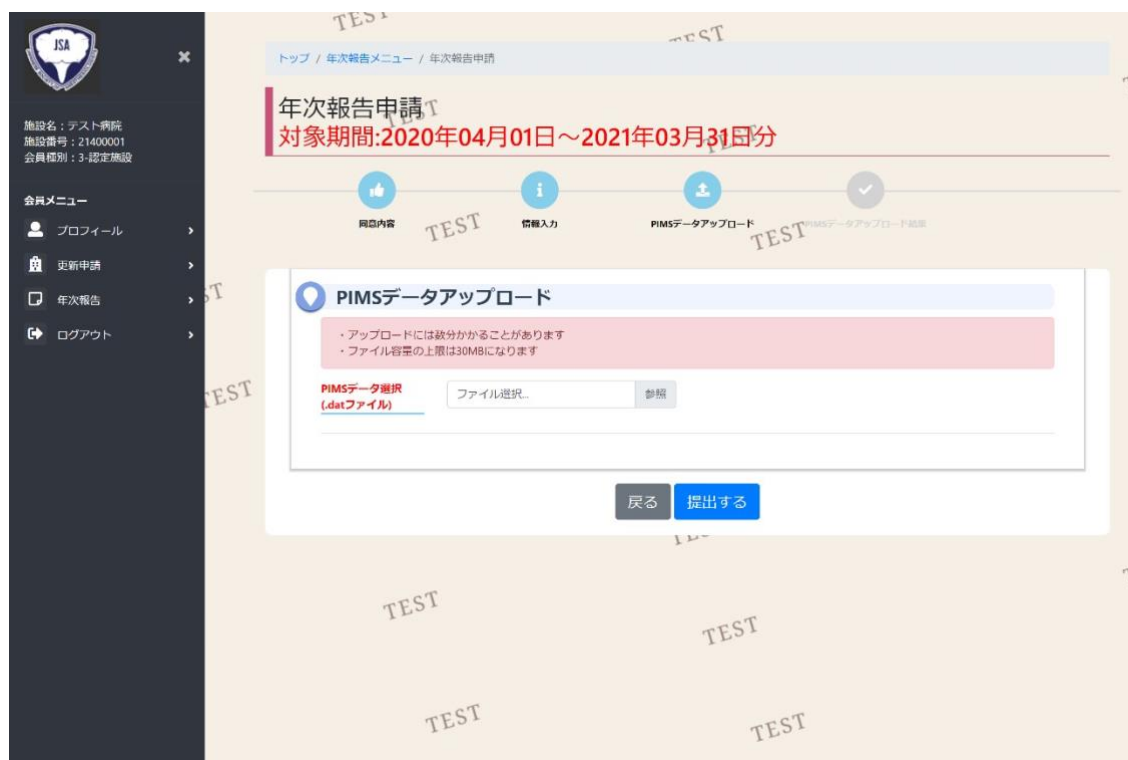 JSA
施設名：テスト病院
施設番号：21400001
会員種別：3-認定施設
会員メニュー
プロフィール
更新申請
年次報告
ログアウト
トップ / 年次報告メニュー / 年次報告申請
年次報告申請
対象期間:2020年04月01日～2021年03月31日分
同意内容
情報入力
PIMSデータアップロード
PIMSデータアップロード結果
PIMSデータアップロード
・アップロードには数分かかることがあります
・ファイル容量の上限は30MBになります
PIMSデータ選択
(.datファイル)
ファイル選択...
参照
戻る
提出する
TEST
TEST
TEST
TEST
TEST
TEST
TEST
TEST
TEST
TEST
TEST